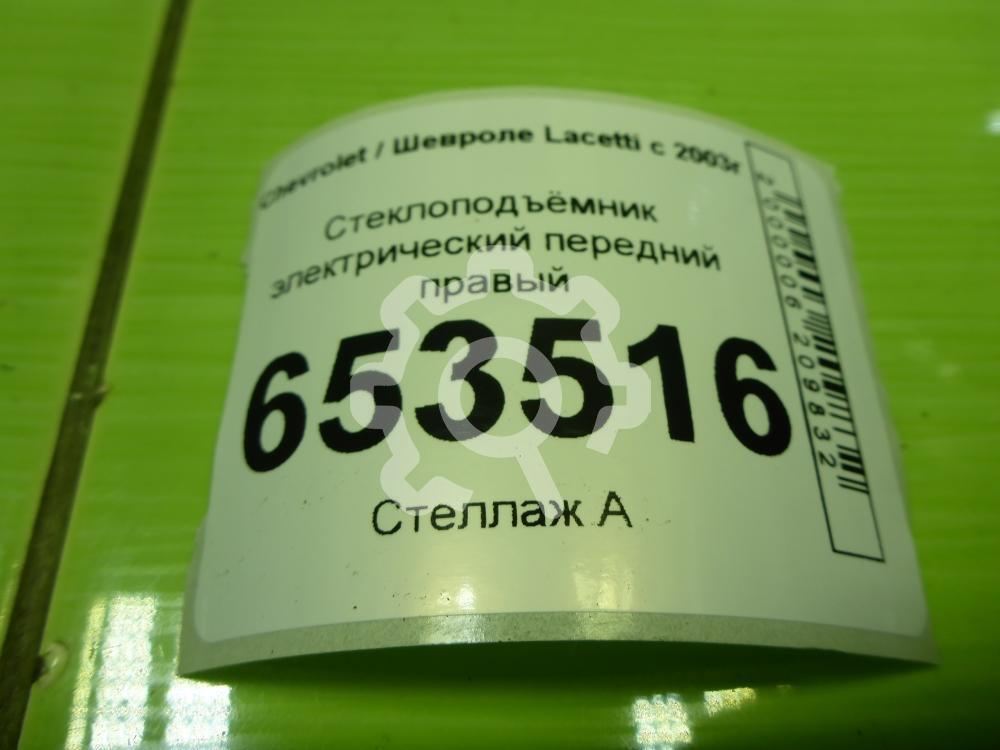 Chevrolet / Шевроле Lacetti с 2003г
Стеклоподъёмник
электрический передний
правый
653516
Стеллаж А
2000006209832